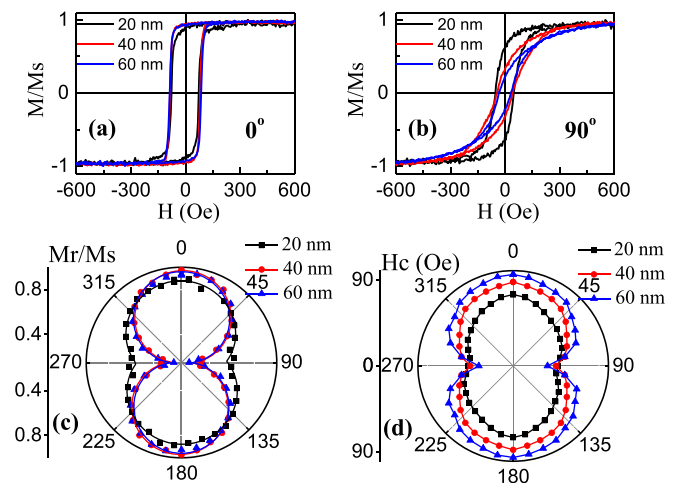 20 nm
40 nm
60 nm
1
0
-1
M/Ms
(a)
0°
-600 -300 0 300 600
H (Oe)
20 nm
40 nm
60 nm
1
0
-1
M/Ms
(b)
90°
-600 -300 0 300 600
H (Oe)
Mr/Ms
20 nm
40 nm
60 nm
0
45
90
135
180
225
270
315
0.8
0.4
0.4
0.8
(c)
Hc (Oe)
20 nm
40 nm
60 nm
0
45
90
135
180
225
270
315
90
0
90
(d)